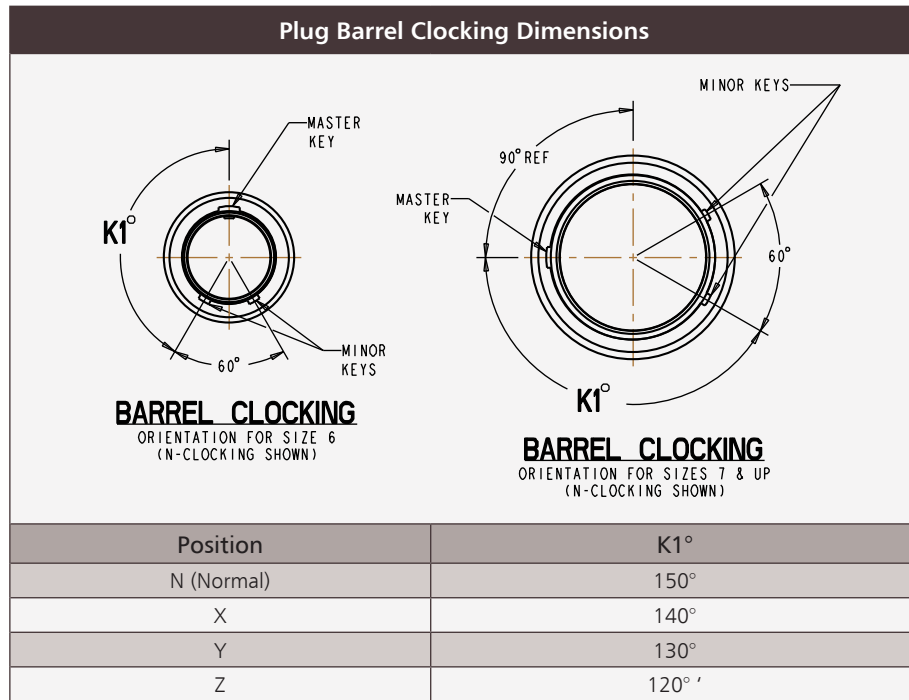 Plug Barrel Clocking Dimensions
MASTER
KEY
K1°
60°
MINOR
KEYS
BARREL CLOCKING
ORIENTATION FOR SIZE 6
(N-CLOCKING SHOWN)
MINOR KEYS
90° REF
MASTER
KEY
60°
K1°
BARREL CLOCKING
ORIENTATION FOR SIZES 7 & UP
(N-CLOCKING SHOWN)
Position K1°
N (Normal) 150°
X 140°
Y 130°
Z 120° ′